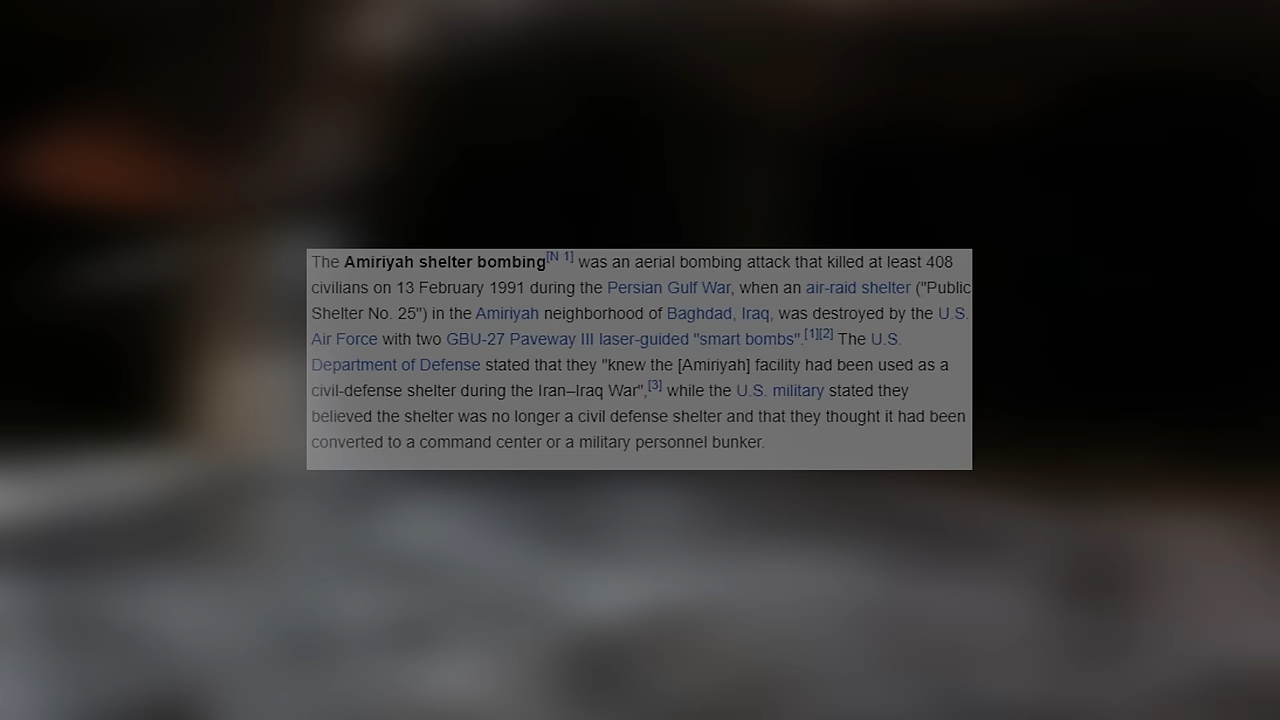 The Amiriyah shelter bombing[N 1] was an aerial bombing attack that killed at least 408
civilians on 13 February 1991 during the Persian Gulf War, when an air-raid shelter ("Public
Shelter No. 25") in the Amiriyah neighborhood of Baghdad, Iraq, was destroyed by the U.S.
Air Force with two GBU-27 Paveway III laser-guided "smart bombs".[1][2] The U.S.
Department of Defense stated that they "knew the [Amiriyah] facility had been used as a
civil-defense shelter during the Iran–Iraq War",[3] while the U.S. military stated they
believed the shelter was no longer a civil defense shelter and that they thought it had been
converted to a command center or a military personnel bunker.